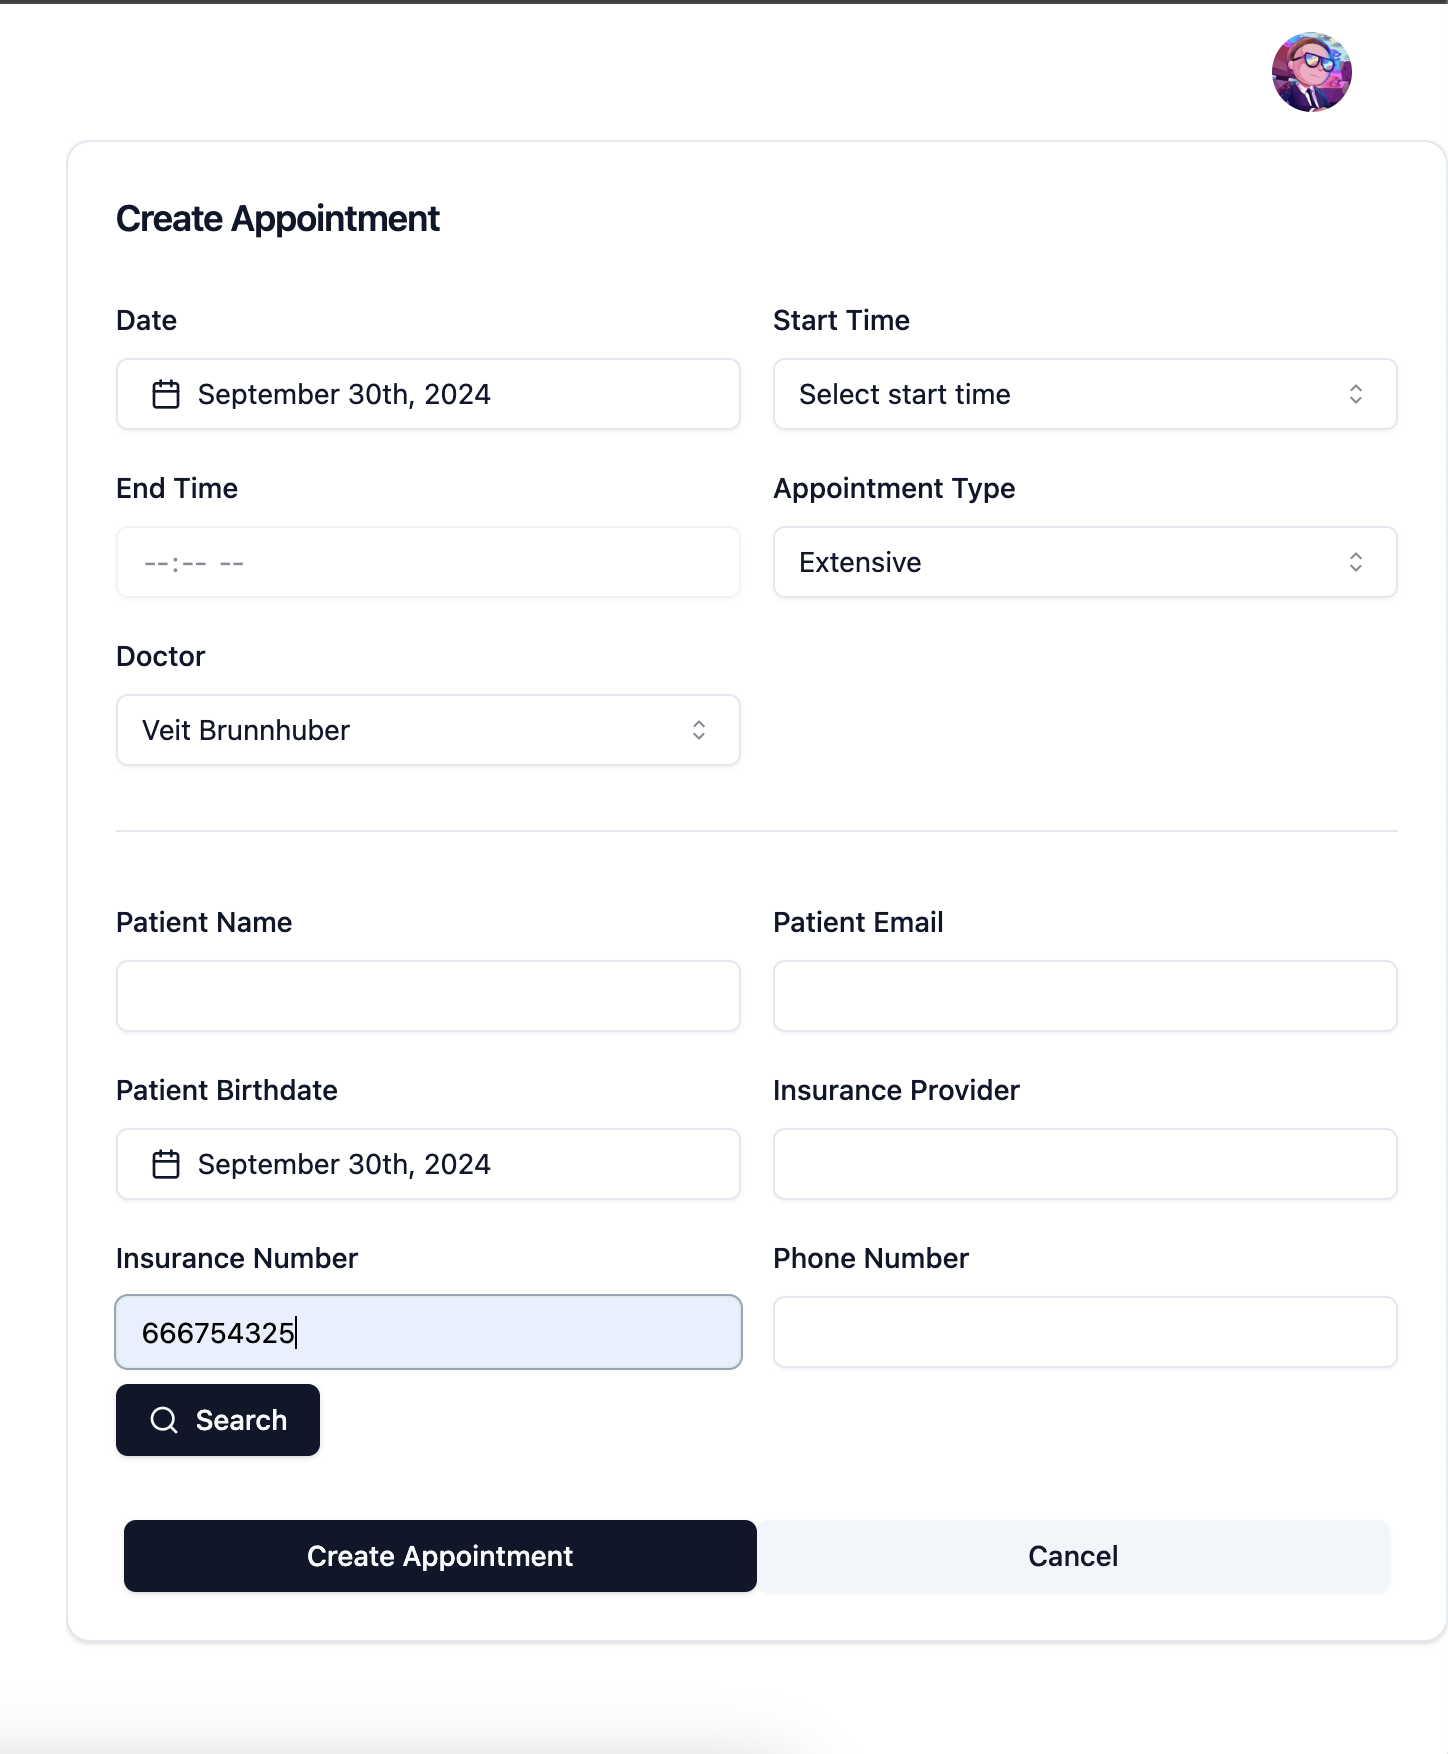 Create Appointment
Date
Start Time
September 30th, 2024
Select start time
End Time
Appointment Type
--:-- --
Extensive
Doctor
Veit Brunnhuber
Patient Name
Patient Email
Patient Birthdate
Insurance Provider
September 30th, 2024
Insurance Number
Phone Number
666754325
Search
Create Appointment
Cancel